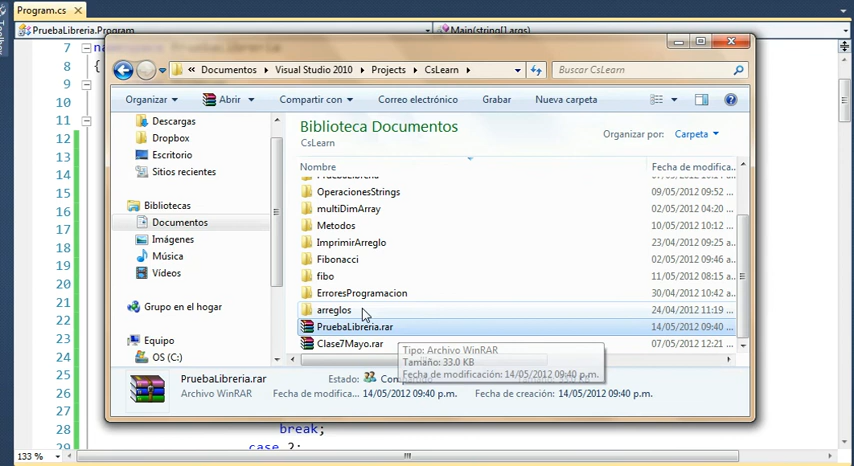 Program.cs ✕
PruebaLibreria.Program
Main(string[] args)
« Documentos ▸ Visual Studio 2010 ▸ Projects ▸ CsLearn ▸
Buscar CsLearn
Organizar
Abrir
Compartir con
Correo electrónico
Grabar
Nueva carpeta
Descargas
Dropbox
Escritorio
Sitios recientes
Bibliotecas
Documentos
Imágenes
Música
Vídeos
Grupo en el hogar
Equipo
OS (C:)
Biblioteca Documentos
CsLearn
Organizar por: Carpeta
Nombre
Fecha de modifica...
OperacionesStrings 09/05/2012 09:52 ...
multiDimArray 02/05/2012 04:20 ...
Metodos 10/05/2012 10:12 ...
ImprimirArreglo 23/04/2012 09:25 a...
Fibonacci 02/05/2012 09:46 a...
fibo 11/05/2012 08:15 a...
ErroresProgramacion 30/04/2012 10:42 a...
arreglos 24/04/2012 11:19 ...
PruebaLibreria.rar 14/05/2012 09:40 ...
Clase7Mayo.rar 07/05/2012 12:21 ...
Tipo: Archivo WinRAR
Tamaño: 33.0 KB
Fecha de modificación: 14/05/2012 09:40 p.m.
PruebaLibreria.rar
Archivo WinRAR
Estado:
Fecha de modifica... 14/05/2012 09:40 p.m.
Fecha de creación: 14/05/2012 09:40 p.m.
7
8 {
9
10
11
12
13
14
15
16
17
18
19
20
21
22
23
24
25
26
27
28 break;
29 case 2:
133 %